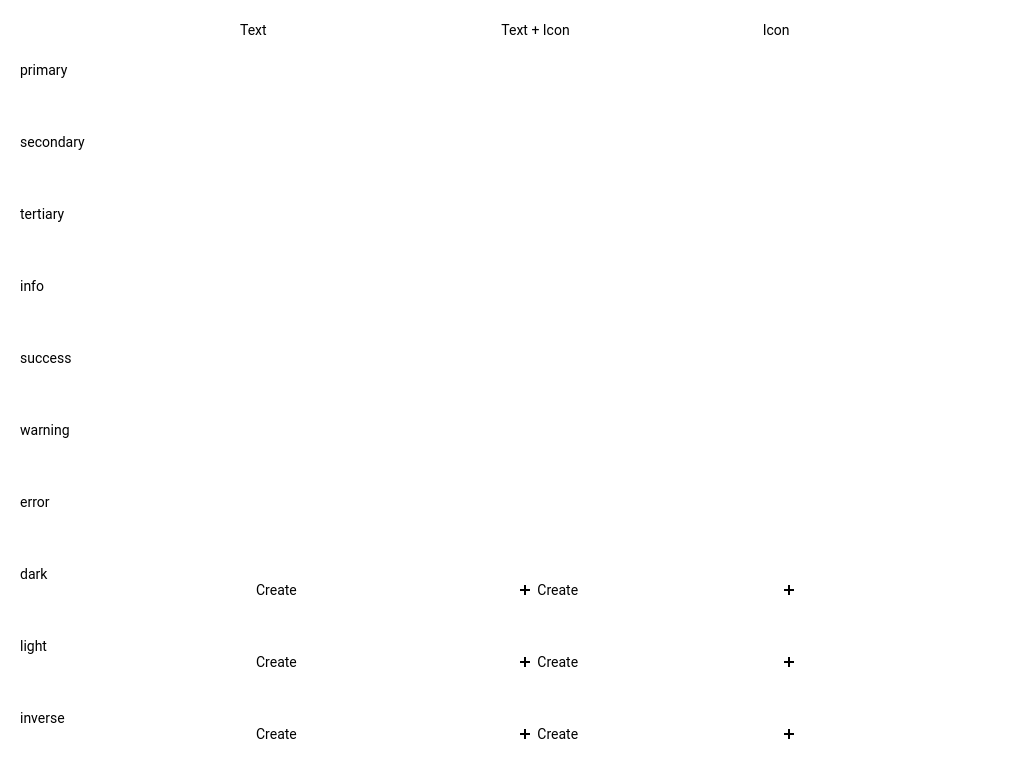 Text Text + Icon Icon
primary
secondary
tertiary
info
success
warning
error
dark
Create + Create +
light
Create + Create +
inverse
Create + Create +